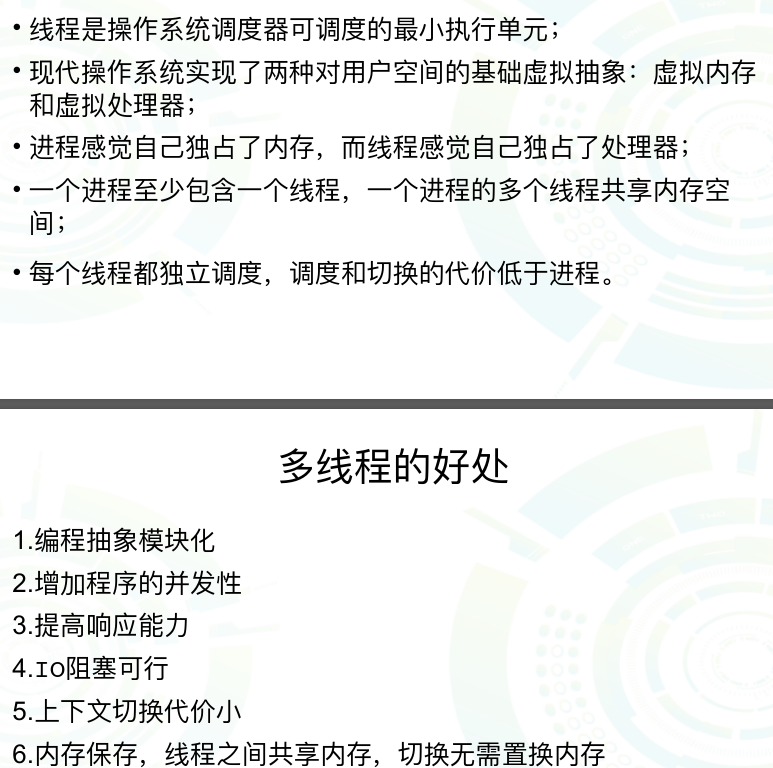 • 线程是操作系统调度器可调度的最小执行单元；
• 现代操作系统实现了两种对用户空间的基础虚拟抽象：虚拟内存
和虚拟处理器；
• 进程感觉自己独占了内存，而线程感觉自己独占了处理器；
• 一个进程至少包含一个线程，一个进程的多个线程共享内存空
间；
• 每个线程都独立调度，调度和切换的代价低于进程。
多线程的好处
1.编程抽象模块化
2.增加程序的并发性
3.提高响应能力
4.IO阻塞可行
5.上下文切换代价小
6.内存保存，线程之间共享内存，切换无需置换内存